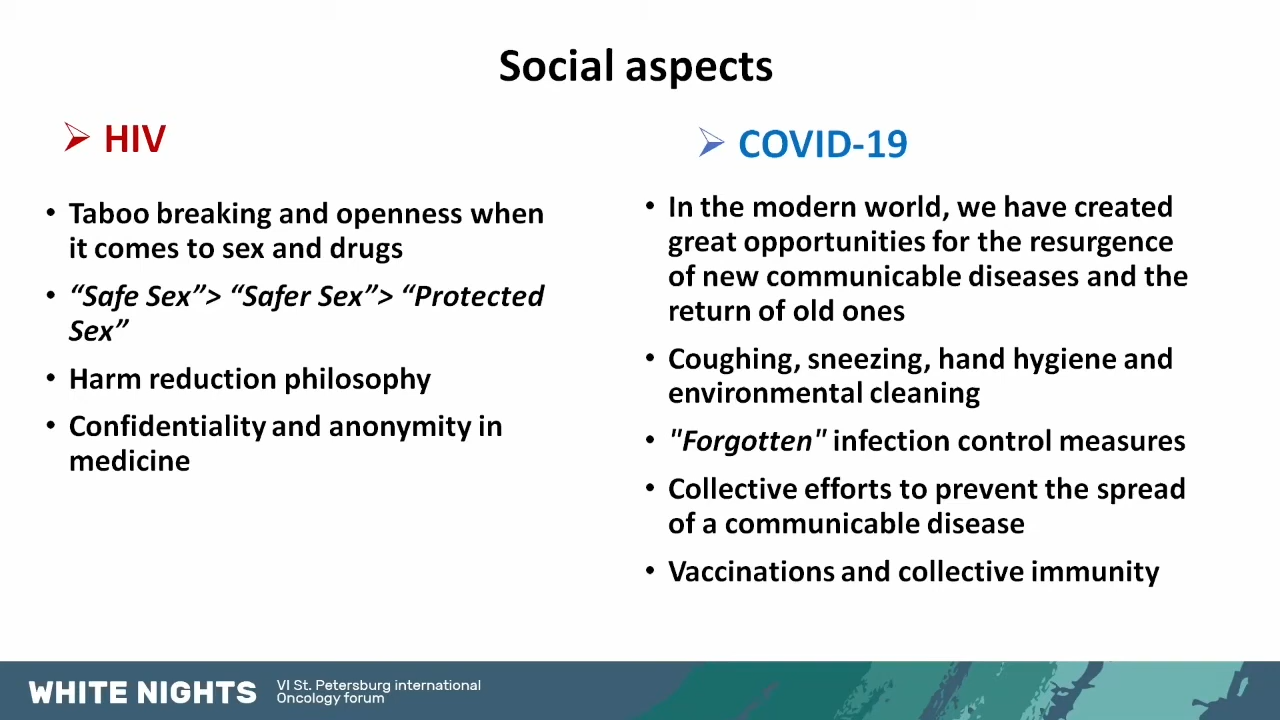 Social aspects
HIV
• Taboo breaking and openness when
it comes to sex and drugs
• “Safe Sex”> “Safer Sex”> “Protected
Sex”
• Harm reduction philosophy
• Confidentiality and anonymity in
medicine
COVID-19
• In the modern world, we have created
great opportunities for the resurgence
of new communicable diseases and the
return of old ones
• Coughing, sneezing, hand hygiene and
environmental cleaning
• "Forgotten" infection control measures
• Collective efforts to prevent the spread
of a communicable disease
• Vaccinations and collective immunity
WHITE NIGHTS
VI St. Petersburg international
Oncology forum